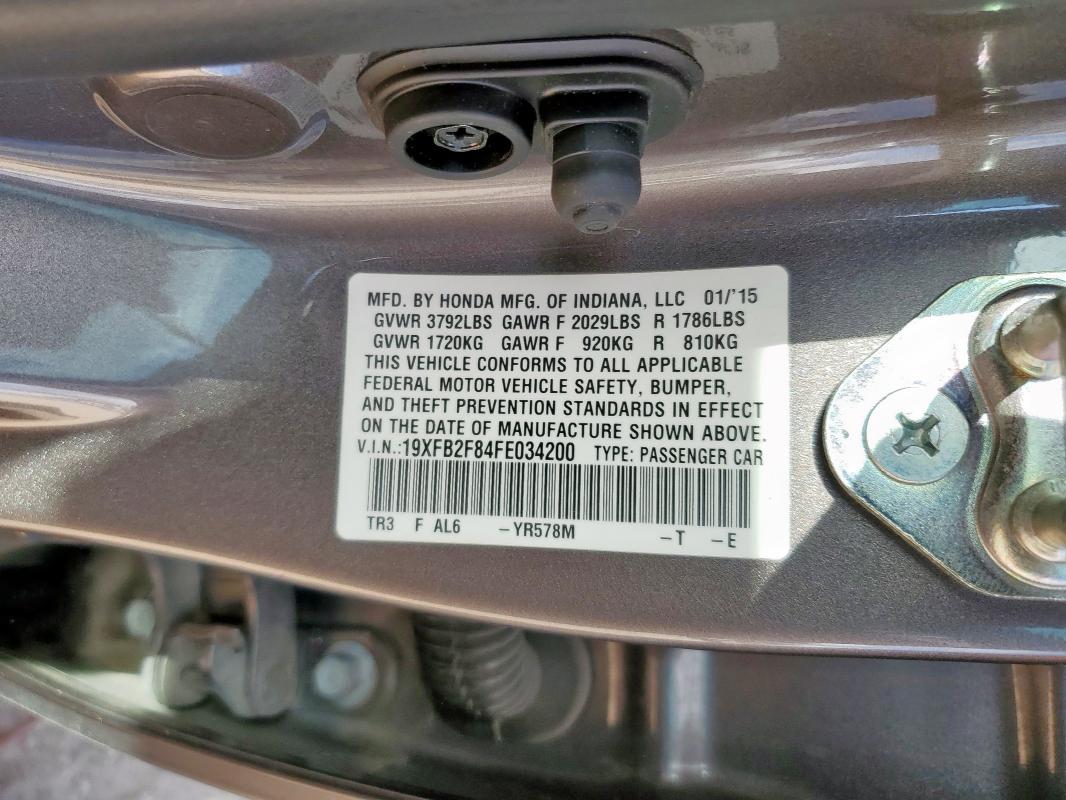 MFD. BY HONDA MFG. OF INDIANA, LLC 01/'15
GVWR 3792LBS GAWR F 2029LBS R 1786LBS
GVWR 1720KG GAWR F 920KG R 810KG
THIS VEHICLE CONFORMS TO ALL APPLICABLE
FEDERAL MOTOR VEHICLE SAFETY, BUMPER,
AND THEFT PREVENTION STANDARDS IN EFFECT
ON THE DATE OF MANUFACTURE SHOWN ABOVE.
V.I.N.:19XFB2F84FE034200 TYPE: PASSENGER CAR
TR3 F AL6 -YR578M -T -E